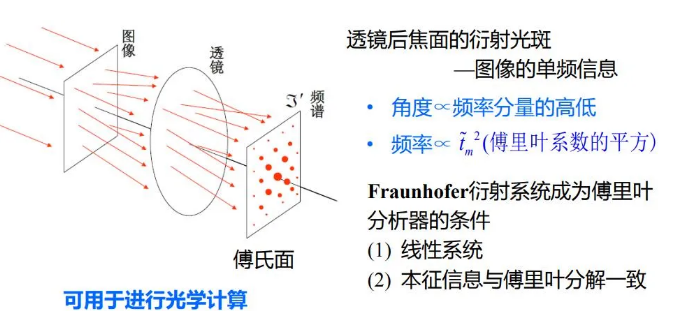 图像
透镜
ℑ′ 频谱
傅氏面
可用于进行光学计算
透镜后焦面的衍射光斑
—图像的单频信息
• 角度∝频率分量的高低
• 频率∝ t̃ₘ²(傅里叶系数的平方)
Fraunhofer衍射系统成为傅里叶
分析器的条件
(1) 线性系统
(2) 本征信息与傅里叶分解一致